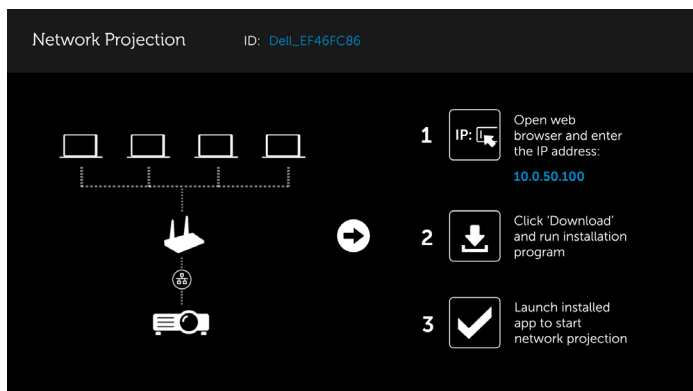 Network Projection ID: Dell_EF46FC86
1
IP:
Open web
browser and enter
the IP address:
10.0.50.100
2
Click ‘Download’
and run installation
program
3
Launch installed
app to start
network projection